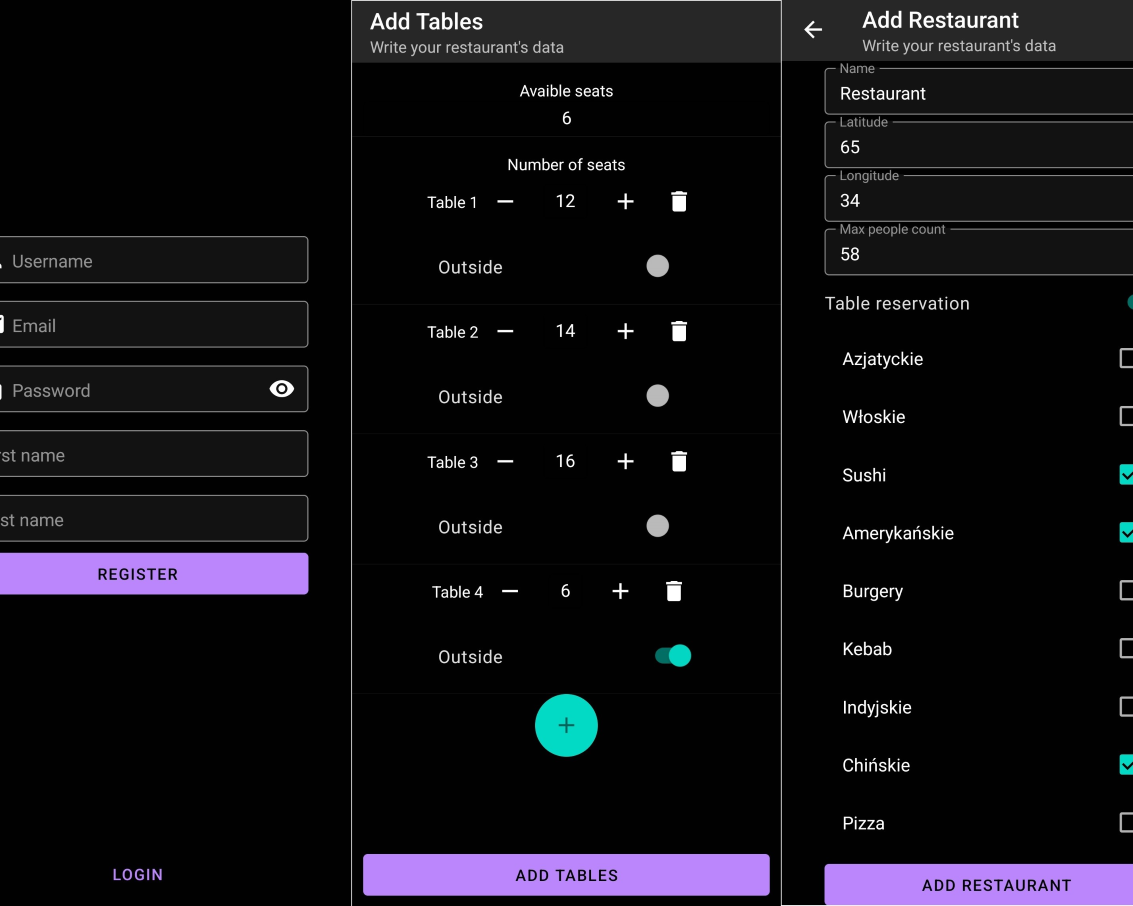 Username
Email
Password
rst name
st name
REGISTER
LOGIN
Add Tables
Write your restaurant's data
Avaible seats
6
Number of seats
Table 1 − 12 +
Outside
Table 2 − 14 +
Outside
Table 3 − 16 +
Outside
Table 4 − 6 +
Outside
+
ADD TABLES
Add Restaurant
Write your restaurant's data
Name
Restaurant
Latitude
65
Longitude
34
Max people count
58
Table reservation
Azjatyckie
Włoskie
Sushi
Amerykańskie
Burgery
Kebab
Indyjskie
Chińskie
Pizza
ADD RESTAURANT